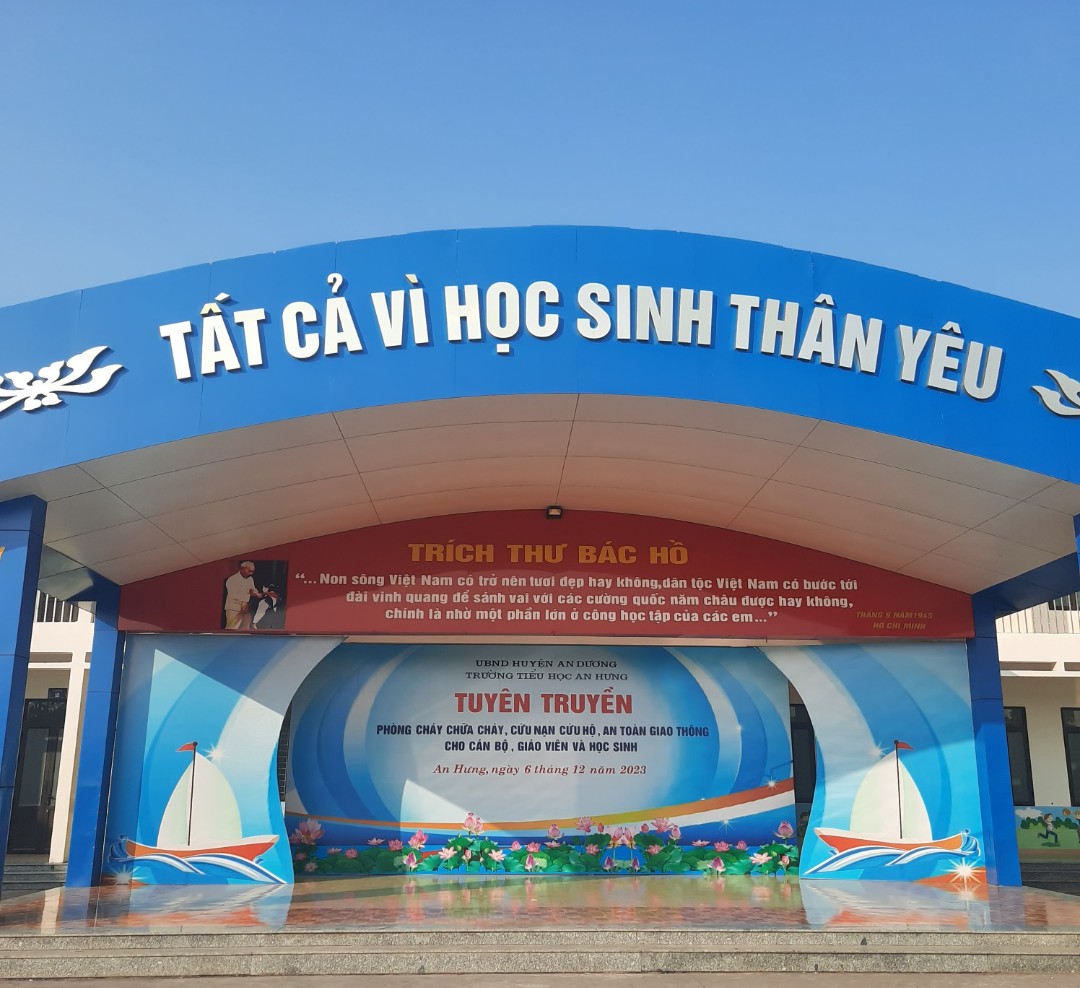 TẤT CẢ VÌ HỌC SINH THÂN YÊU
TRÍCH THƯ BÁC HỒ
“... Non sông Việt Nam có trở nên tươi đẹp hay không,dân tộc Việt Nam có bước tới
đài vinh quang để sánh vai với các cường quốc năm châu được hay không,
chính là nhờ một phần lớn ở công học tập của các em...”
THÁNG 9 NĂM 1945
HỒ CHÍ MINH
UBND HUYỆN AN DƯƠNG
TRƯỜNG TIỂU HỌC AN HƯNG
TUYÊN TRUYỀN
PHÒNG CHÁY CHỮA CHÁY, CỨU NẠN CỨU HỘ, AN TOÀN GIAO THÔNG
CHO CÁN BỘ, GIÁO VIÊN VÀ HỌC SINH
An Hưng, ngày 6 tháng 12 năm 2023